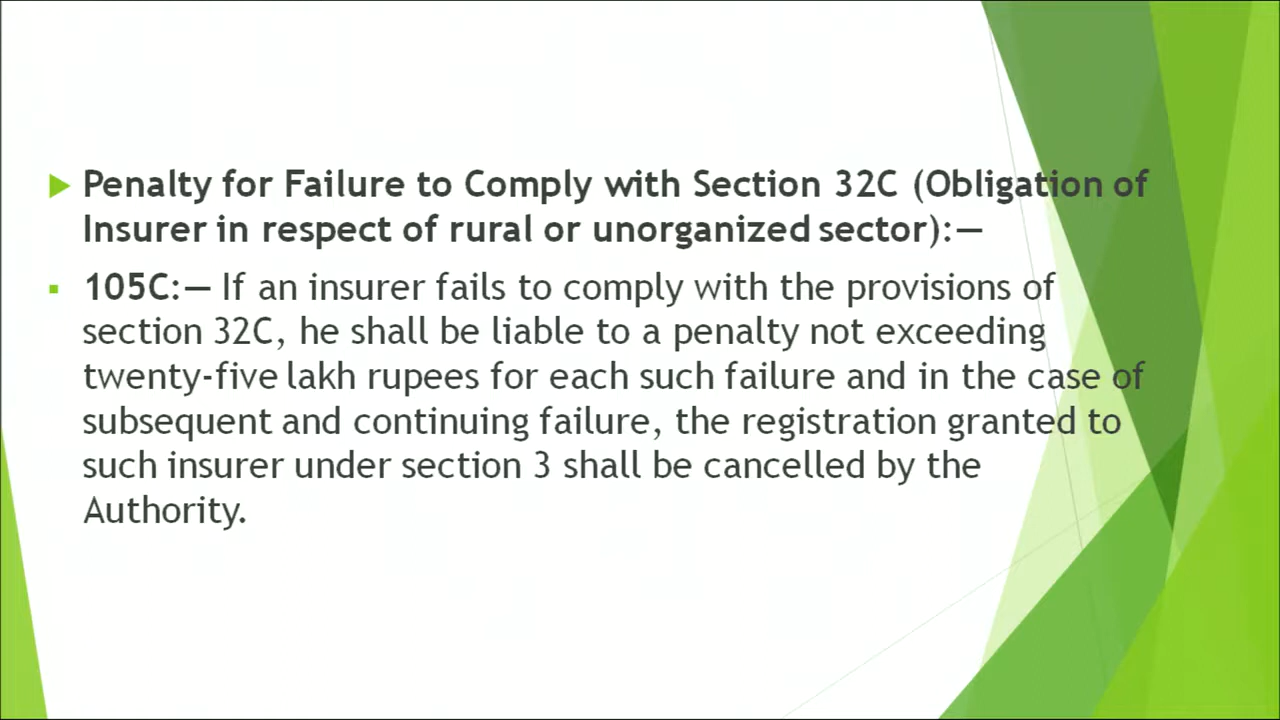 Penalty for Failure to Comply with Section 32C (Obligation of
Insurer in respect of rural or unorganized sector):—
105C:— If an insurer fails to comply with the provisions of
section 32C, he shall be liable to a penalty not exceeding
twenty-five lakh rupees for each such failure and in the case of
subsequent and continuing failure, the registration granted to
such insurer under section 3 shall be cancelled by the
Authority.